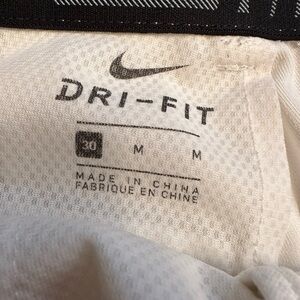 DRI-FIT
30 M M
MADE IN CHINA
FABRIQUÉ EN CHINE